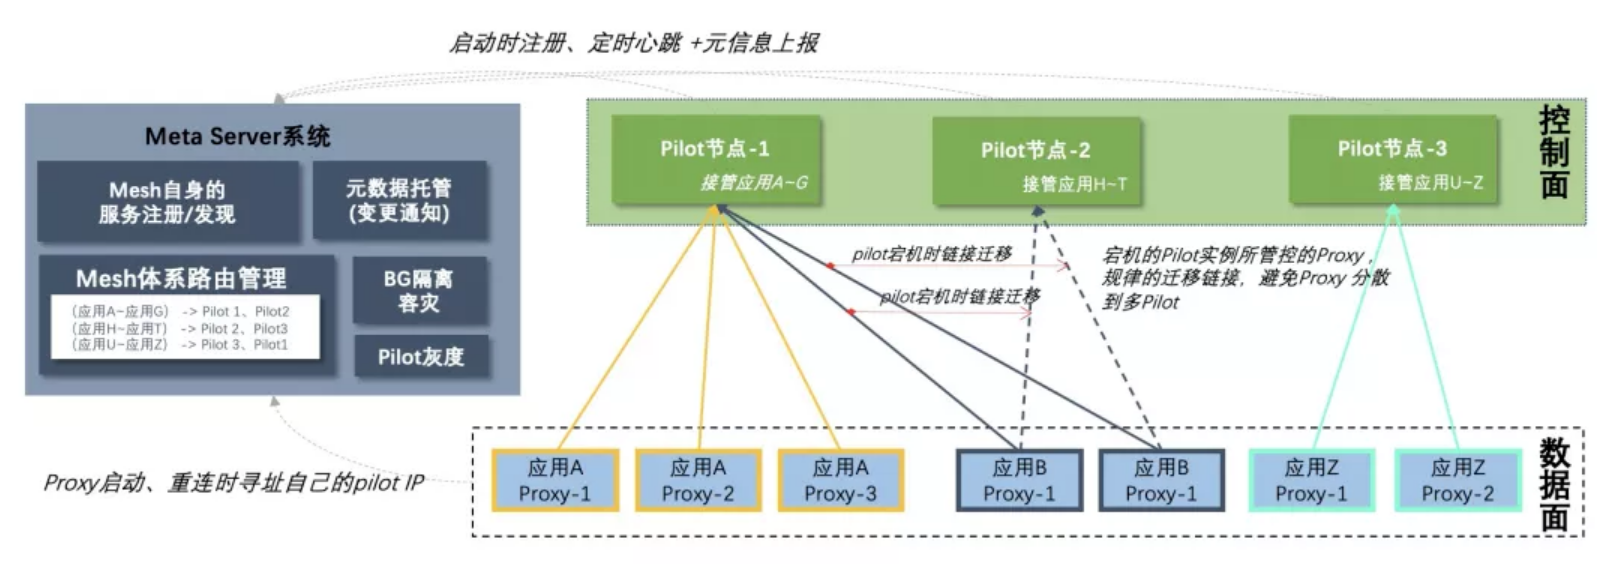 启动时注册、定时心跳 +元信息上报
Meta Server系统
Mesh自身的
服务注册/发现
元数据托管
(变更通知)
Mesh体系路由管理
(应用A~应用G) -> Pilot 1、Pilot2
(应用H~应用T) -> Pilot 2、Pilot3
(应用U~应用Z) -> Pilot 3、Pilot1
BG隔离
容灾
Pilot灰度
Pilot节点-1
接管应用A~G
Pilot节点-2
接管应用H~T
Pilot节点-3
接管应用U~Z
控制面
pilot宕机时链接迁移
pilot宕机时链接迁移
宕机的Pilot实例所管控的Proxy，
规律的迁移链接，避免Proxy 分散
到多Pilot
Proxy启动、重连时寻址自己的pilot IP
应用A
Proxy-1
应用A
Proxy-2
应用A
Proxy-3
应用B
Proxy-1
应用B
Proxy-1
应用Z
Proxy-1
应用Z
Proxy-2
数据面